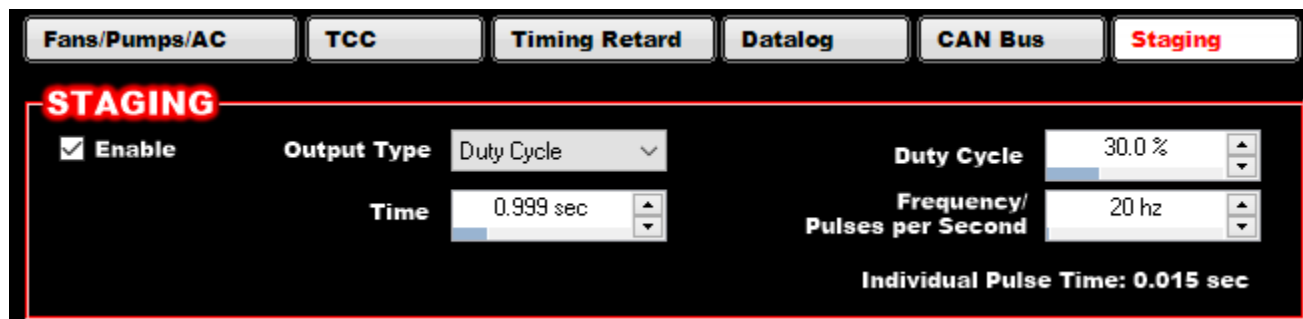 Fans/Pumps/AC TCC Timing Retard Datalog CAN Bus Staging
STAGING
Enable Output Type Duty Cycle Duty Cycle 30.0 %
Time 0.999 sec Frequency/
Pulses per Second 20 hz
Individual Pulse Time: 0.015 sec